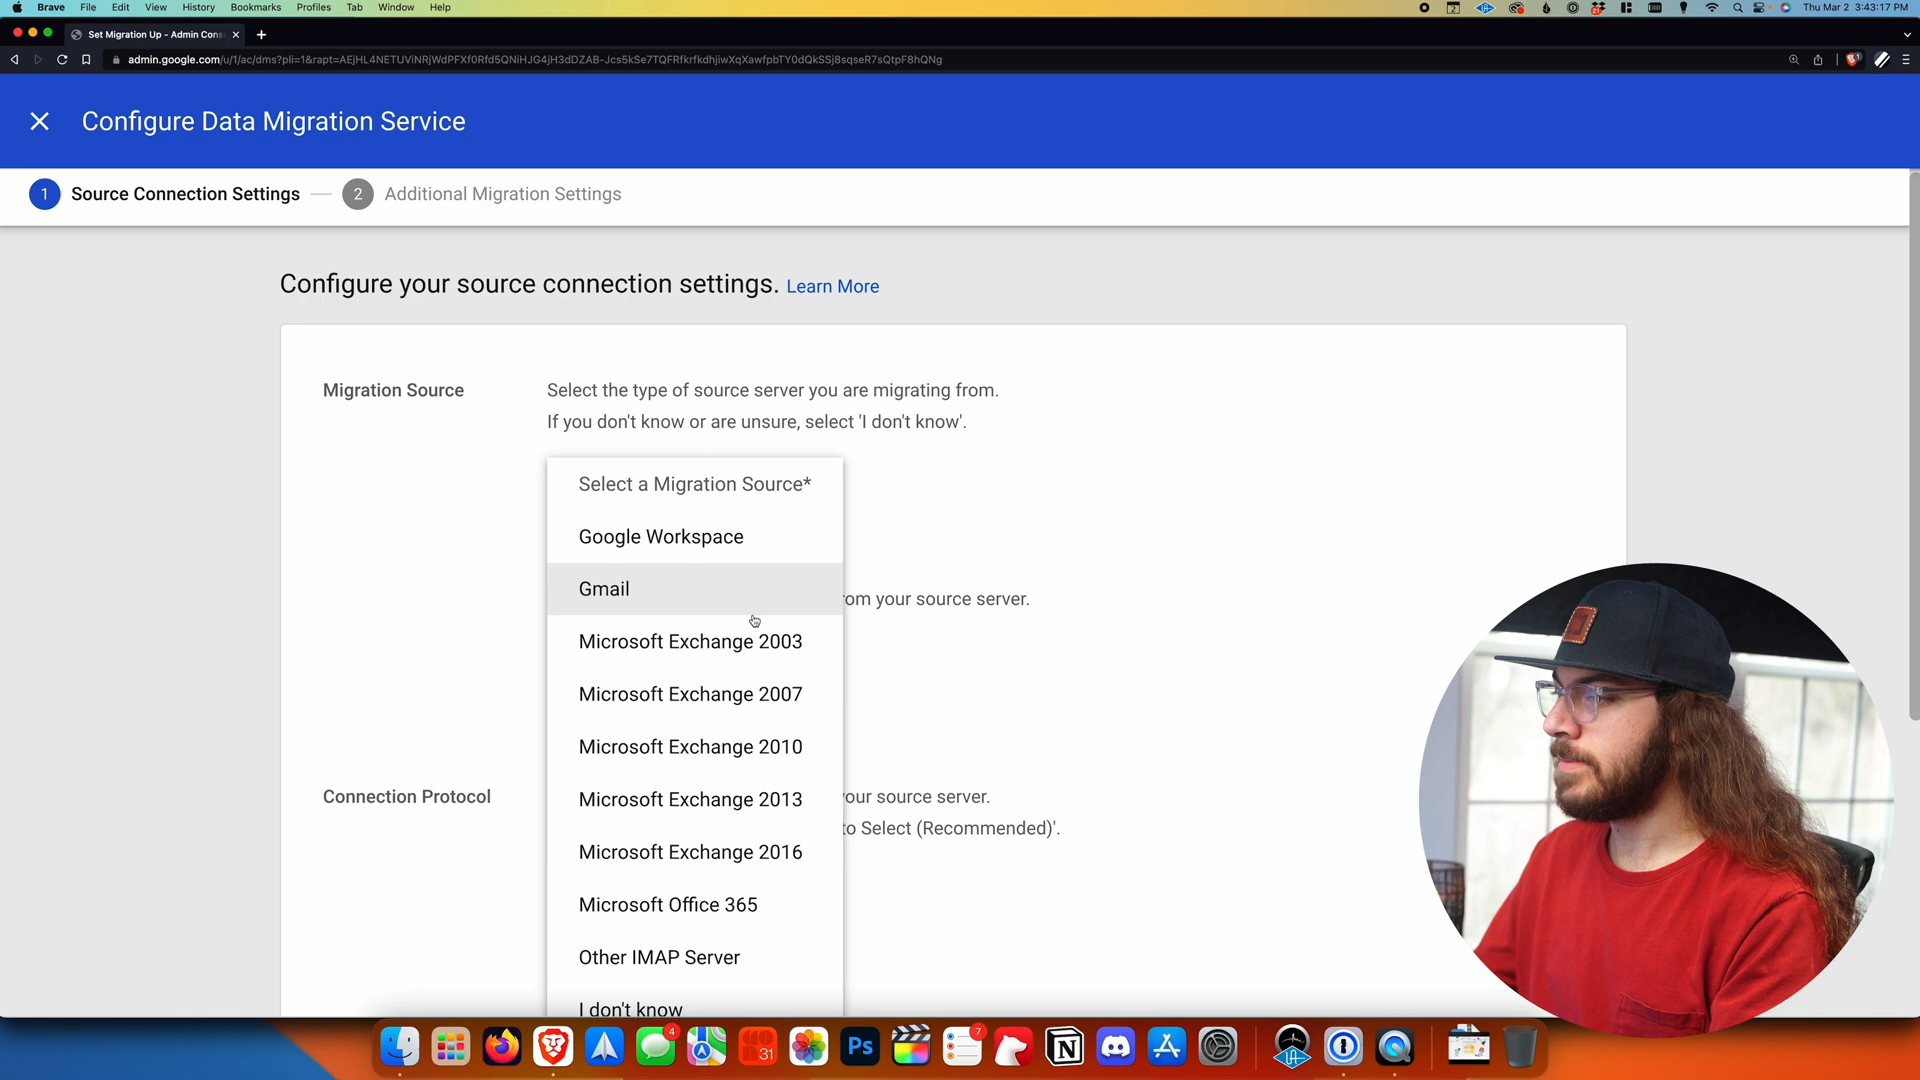 Brave File Edit View History Bookmarks Profiles Tab Window Help
Thu Mar 2 3:43:17 PM
Set Migration Up - Admin Cons
admin.google.com/u/1/ac/dms?pli=1&rapt=AEjHL4NETUViNRjWdPFXf0Rfd5QNiHJG4jH3dDZAB-Jcs5kSe7TQFRfkrfkdhjiwXqXawfpbTY0dQkSSj8sqseR7sQtpF8hQNg
Configure Data Migration Service
1 Source Connection Settings
2 Additional Migration Settings
Configure your source connection settings. Learn More
Migration Source
Select the type of source server you are migrating from.
If you don't know or are unsure, select 'I don't know'.
Select a Migration Source*
Google Workspace
Gmail
om your source server.
Microsoft Exchange 2003
Microsoft Exchange 2007
Microsoft Exchange 2010
Connection Protocol
Microsoft Exchange 2013
our source server.
to Select (Recommended)'.
Microsoft Exchange 2016
Microsoft Office 365
Other IMAP Server
I don't know
4
31
Ps
7